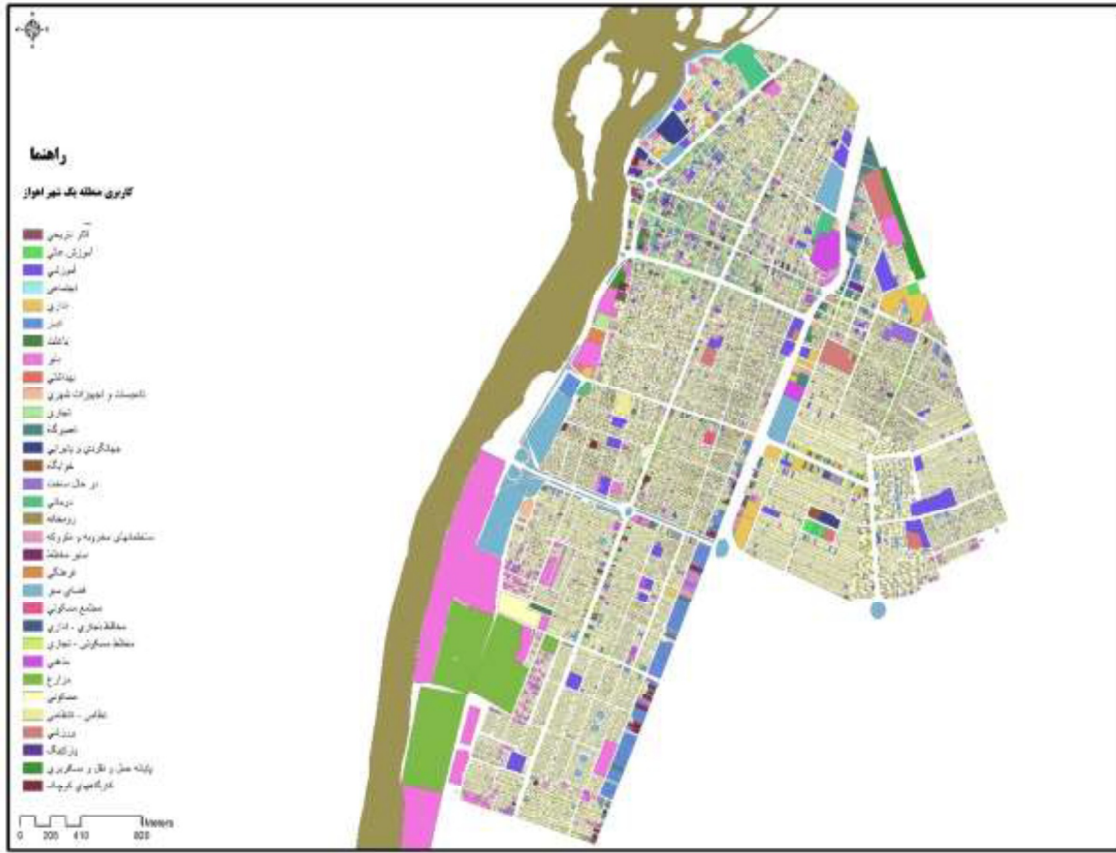 راهنما
کاربری منطقه یک شهر اهواز
آثار تاریخی
آموزش عالی
آموزشی
اجتماعی
اداری
انبار
باغات
بایر
بهداشتی
تاسیسات و تجهیزات شهری
تجاری
تصرفگاه
جهانگردی و پذیرایی
خوابگاه
در حال ساخت
درمانی
رودخانه
ساختمانهای مخروبه و متروکه
سایر مختلط
فرهنگی
فضای سبز
مجتمع مسکونی
مختلط تجاری - اداری
مختلط مسکونی - تجاری
مذهبی
مزارع
مسکونی
نظامی - انتظامی
ورزشی
پارکینگ
پایانه حمل و نقل و مسافربری
کارگاههای کوچک
Meters
0 205 410 820